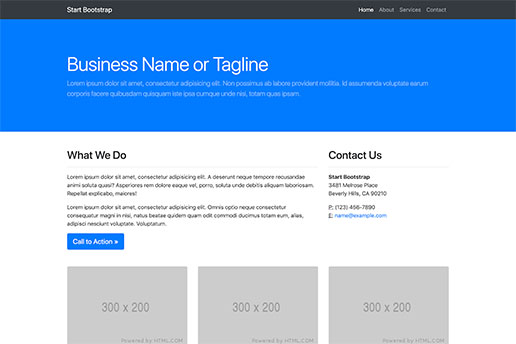 Start Bootstrap
Home About Services Contact
Business Name or Tagline
Lorem ipsum dolor sit amet, consectetur adipisicing elit. Non possimus ab labore provident mollitia. Id assumenda voluptate earum
corporis facere quibusdam quisquam iste ipsa cumque unde nisi, totam quas ipsam.
What We Do
Lorem ipsum dolor sit amet, consectetur adipisicing elit. A deserunt neque tempore recusandae
animi soluta quasi? Asperiores rem dolore eaque vel, porro, soluta unde debitis aliquam laboriosam.
Repellat explicabo, maiores!
Lorem ipsum dolor sit amet, consectetur adipisicing elit. Omnis optio neque consectetur
consequatur magni in nisi, natus beatae quidem quam odit commodi ducimus totam eum, alias,
adipisci nesciunt voluptate. Voluptatum.
Call to Action »
Contact Us
Start Bootstrap
3481 Melrose Place
Beverly Hills, CA 90210
P: (123) 456-7890
E: name@example.com
300 x 200
Powered by HTML.COM
300 x 200
Powered by HTML.COM
300 x 200
Powered by HTML.COM